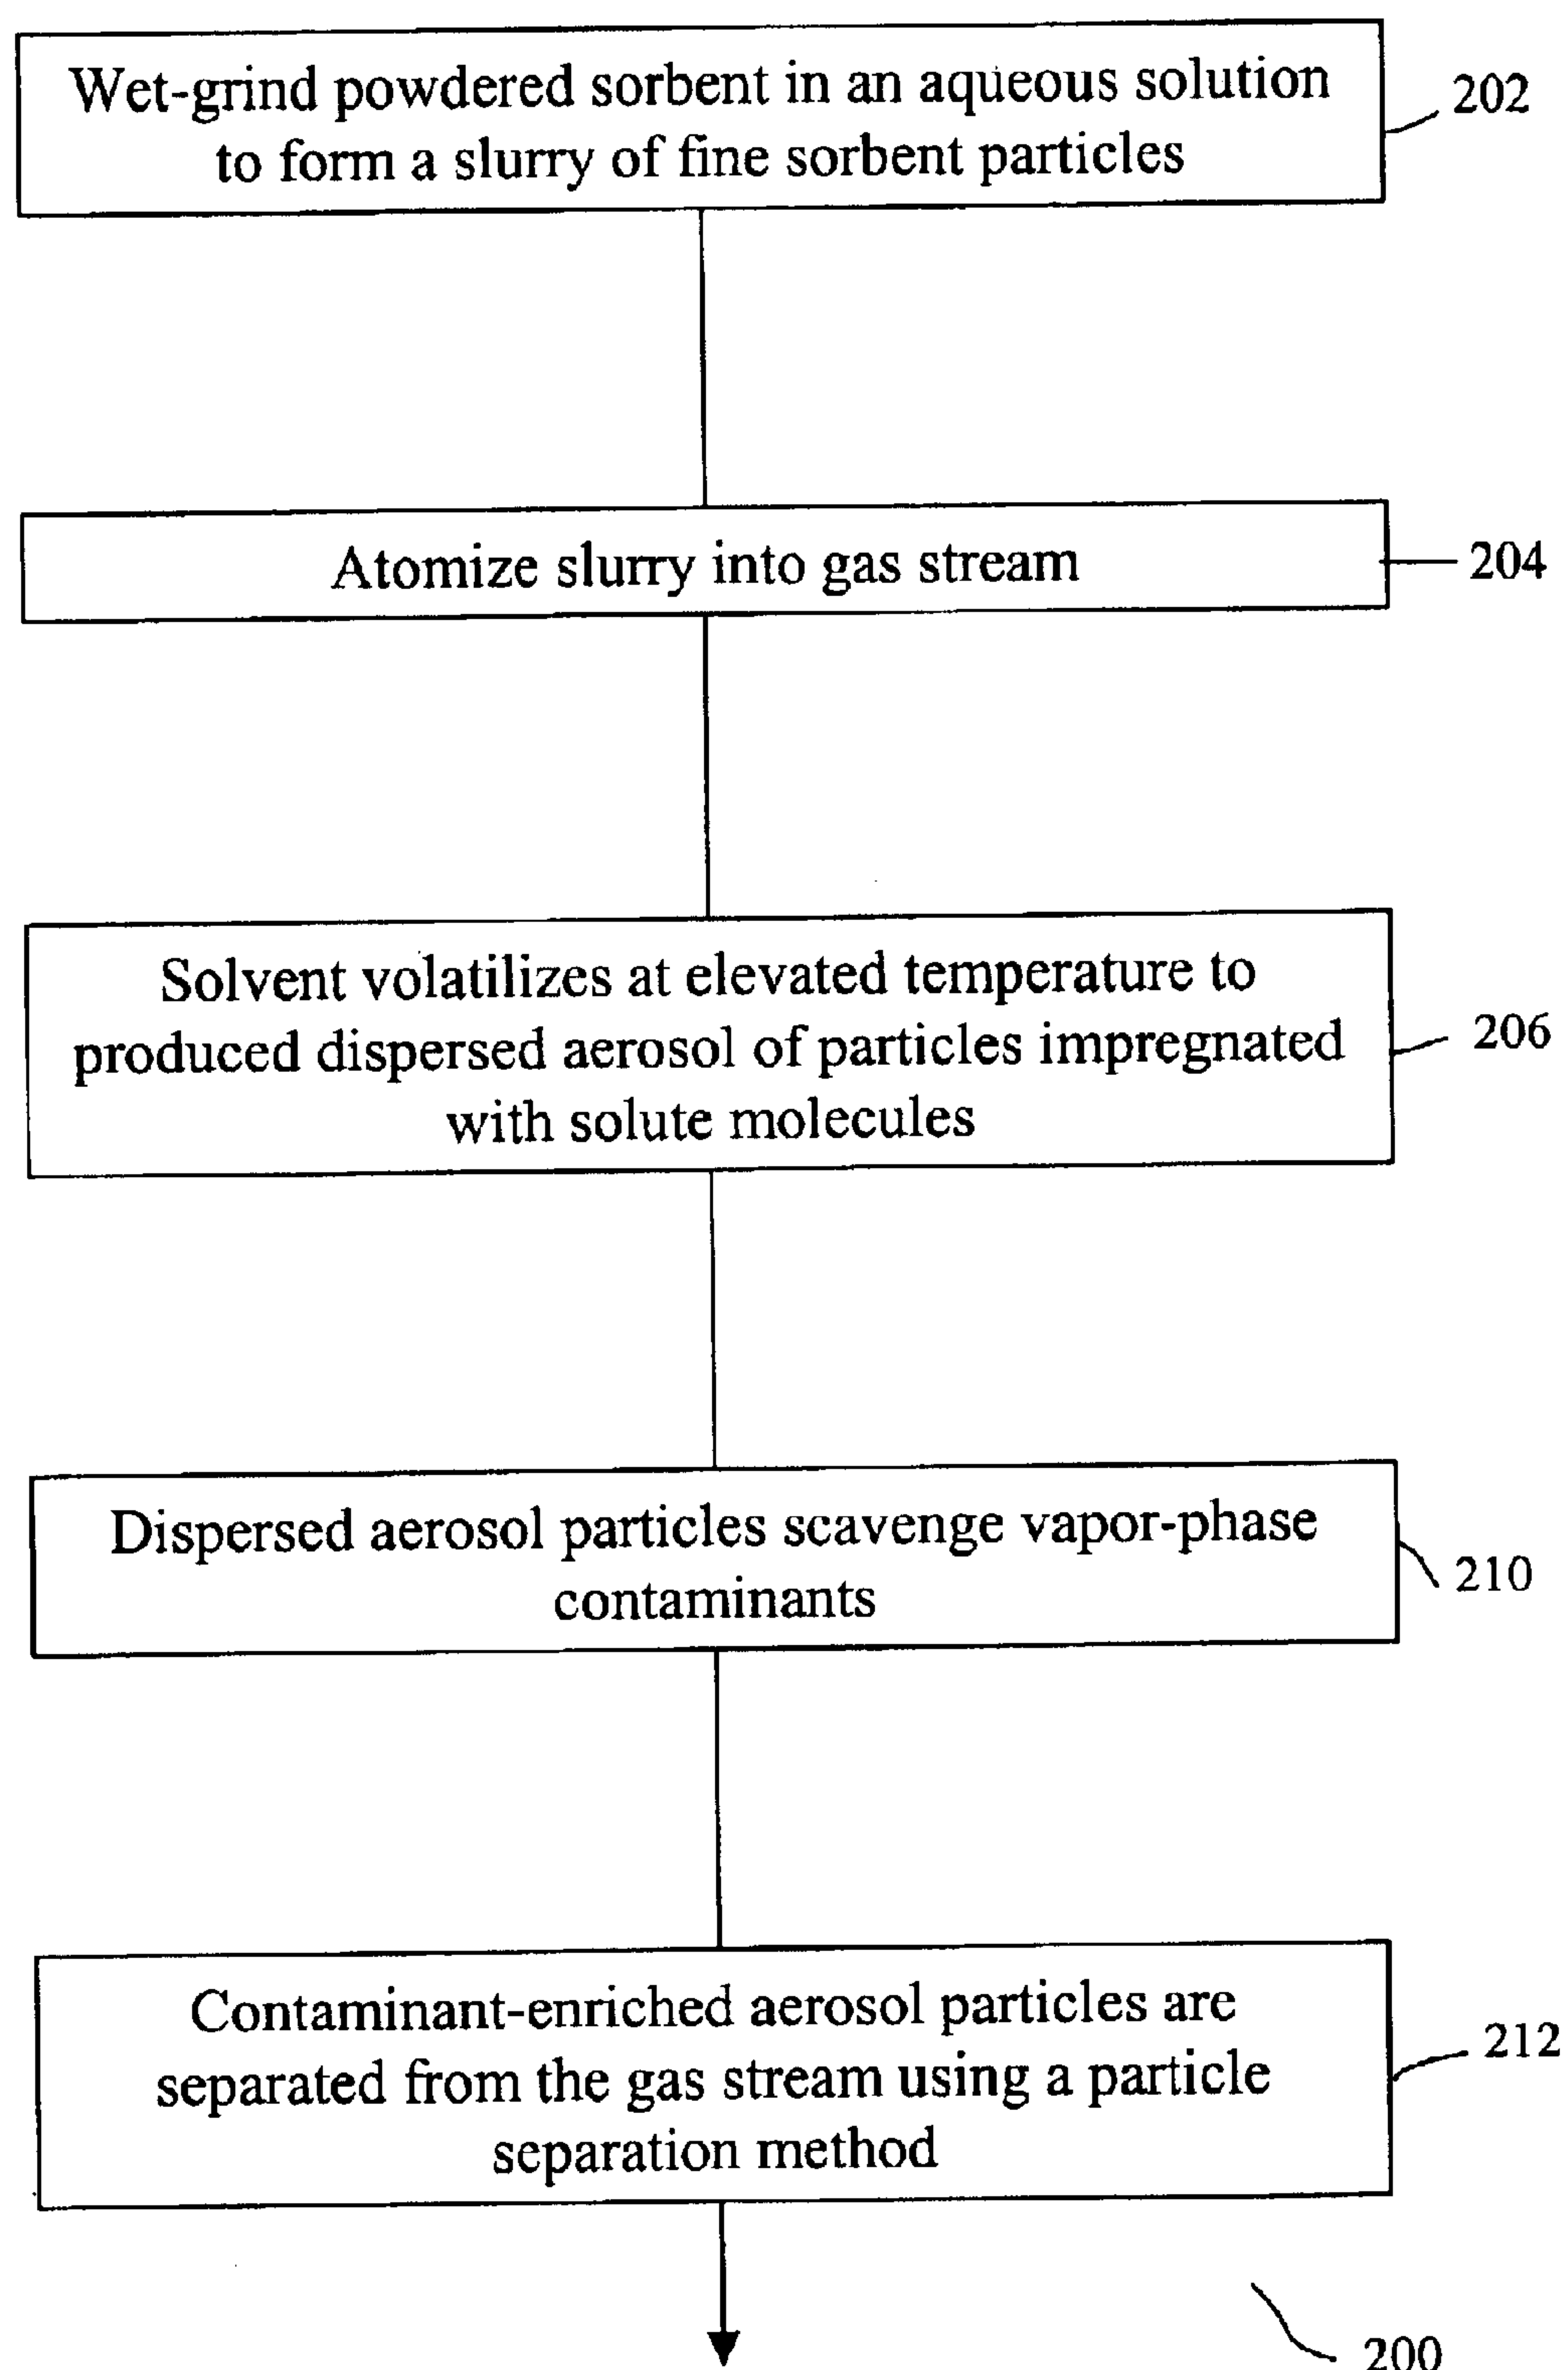 Wet-grind powdered sorbent in an aqueous solution
to form a slurry of fine sorbent particles
202
Atomize slurry into gas stream
204
Solvent volatilizes at elevated temperature to
produced dispersed aerosol of particles impregnated
with solute molecules
206
Dispersed aerosol particles scavenge vapor-phase
contaminants
210
Contaminant-enriched aerosol particles are
separated from the gas stream using a particle
separation method
212
200